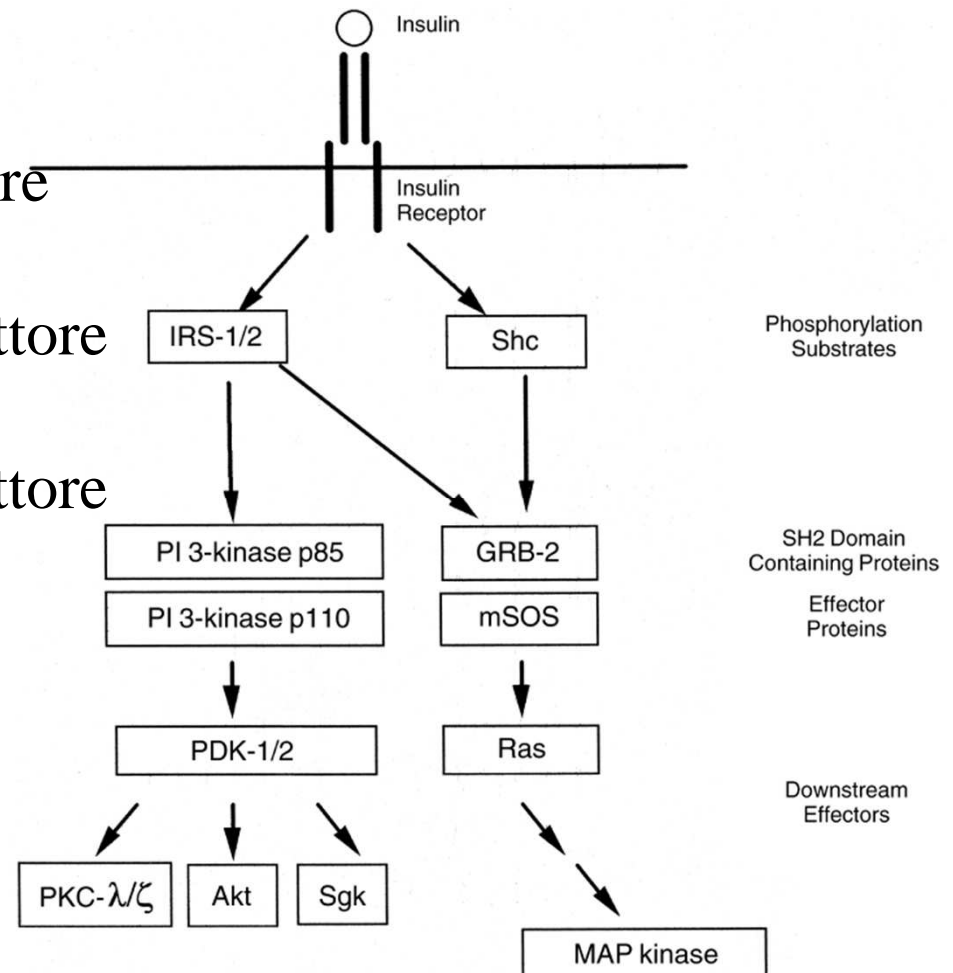 Insulin
re
Insulin
Receptor
ttore
IRS-1/2
Shc
Phosphorylation
Substrates
ttore
PI 3-kinase p85
GRB-2
SH2 Domain
Containing Proteins
PI 3-kinase p110
mSOS
Effector
Proteins
PDK-1/2
Ras
Downstream
Effectors
PKC-λ/ζ
Akt
Sgk
MAP kinase